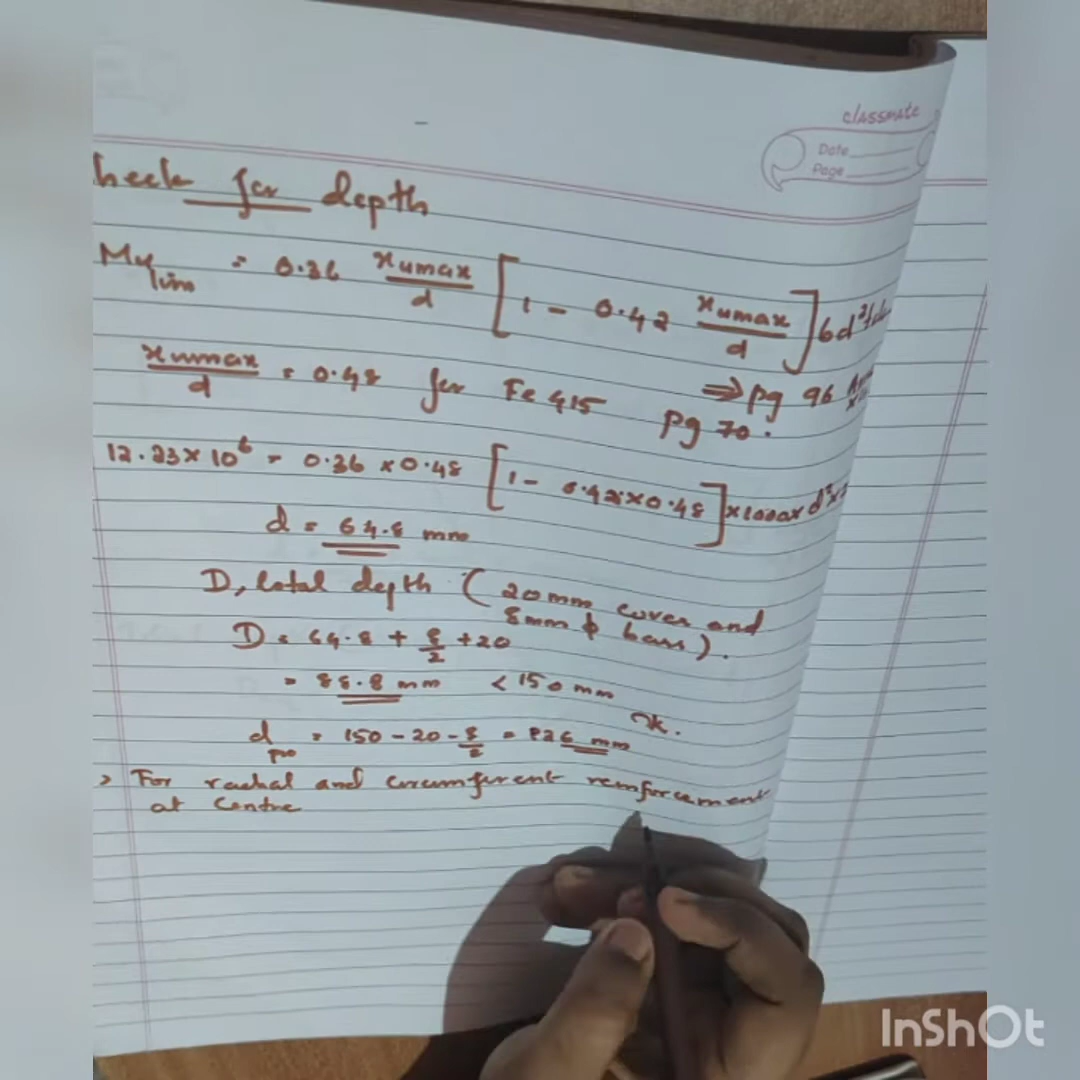 classmate
Date
Page
heck for depth
Mu lim = 0.36 xumax/d [1 - 0.42 xumax/d] bd²
xumax/d = 0.48 for Fe 415 ⇒ pg 96
pg 70.
12.23 × 10⁶ = 0.36 × 0.48 [1 - 0.42 × 0.48] × 1000 × d² ×
d = 64.8 mm
D, total depth (20mm cover and
8mm ϕ bars).
D = 64.8 + 8/2 + 20
= 88.8 mm < 150 mm
Ok.
d pro = 150 - 20 - 8/2 = 126 mm
> For radial and circumferent reinforcement
at centre
InShOt